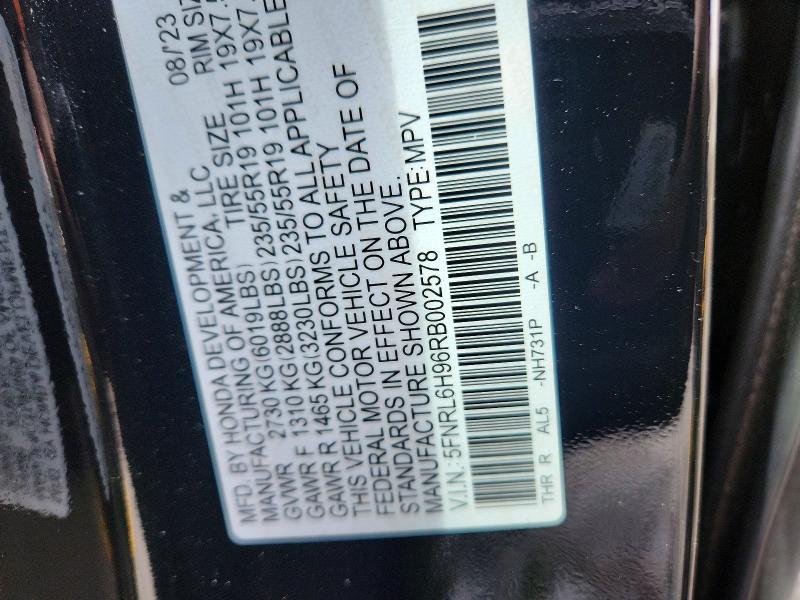 MFD. BY HONDA DEVELOPMENT & 08/'23
MANUFACTURING OF AMERICA, LLC
GVWR 2730 KG(6019LBS) TIRE SIZE RIM SIZ
GAWR F 1310 KG(2888LBS) 235/55R19 101H 19X7.5
GAWR R 1465 KG(3230LBS) 235/55R19 101H 19X7.
THIS VEHICLE CONFORMS TO ALL APPLICABLE
FEDERAL MOTOR VEHICLE SAFETY
STANDARDS IN EFFECT ON THE DATE OF
MANUFACTURE SHOWN ABOVE.
V.I.N.: 5FNRL6H96RB002578 TYPE: MPV
THR R AL5 -NH731P -A -B